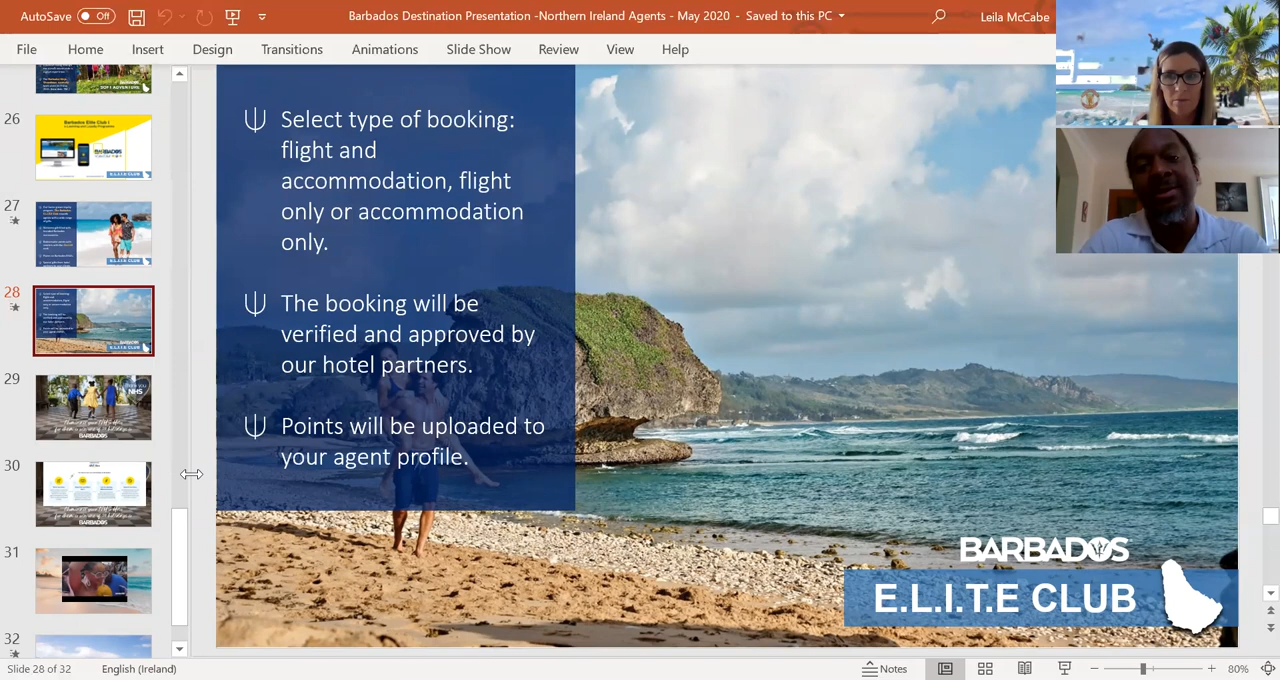 AutoSave Off
Barbados Destination Presentation -Northern Ireland Agents - May 2020 - Saved to this PC
Leila McCabe
File Home Insert Design Transitions Animations Slide Show Review View Help
26
27
28
29
30
31
32
Select type of booking:
flight and
accommodation, flight
only or accommodation
only.
The booking will be
verified and approved by
our hotel partners.
Points will be uploaded to
your agent profile.
BARBADOS
E.L.I.T.E CLUB
Slide 28 of 32
English (Ireland)
Notes
80%